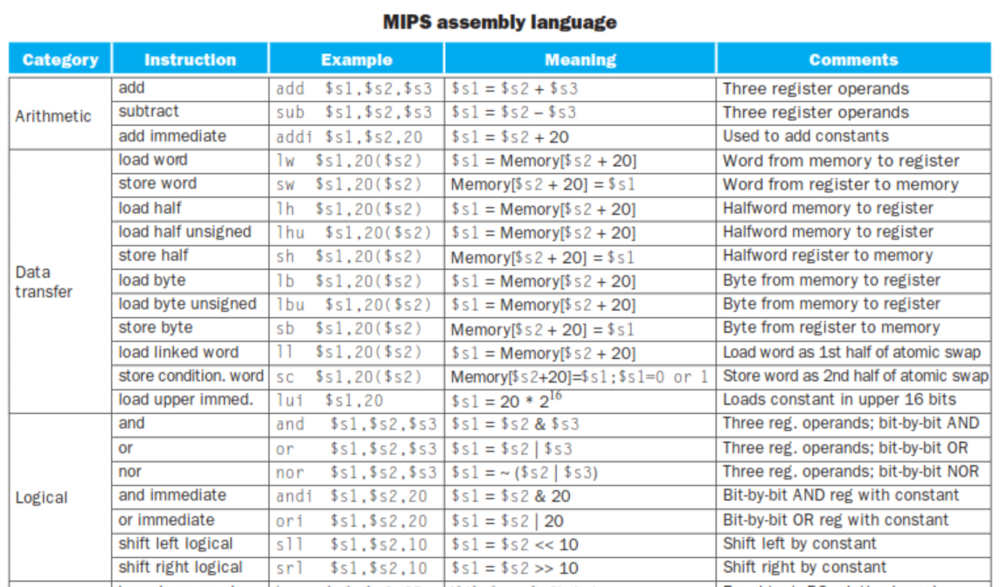 MIPS assembly language
Category Instruction Example Meaning Comments
Arithmetic
add add $s1,$s2,$s3 $s1 = $s2 + $s3 Three register operands
subtract sub $s1,$s2,$s3 $s1 = $s2 – $s3 Three register operands
add immediate addi $s1,$s2,20 $s1 = $s2 + 20 Used to add constants
Data transfer
load word lw $s1,20($s2) $s1 = Memory[$s2 + 20] Word from memory to register
store word sw $s1,20($s2) Memory[$s2 + 20] = $s1 Word from register to memory
load half lh $s1,20($s2) $s1 = Memory[$s2 + 20] Halfword memory to register
load half unsigned lhu $s1,20($s2) $s1 = Memory[$s2 + 20] Halfword memory to register
store half sh $s1,20($s2) Memory[$s2 + 20] = $s1 Halfword register to memory
load byte lb $s1,20($s2) $s1 = Memory[$s2 + 20] Byte from memory to register
load byte unsigned lbu $s1,20($s2) $s1 = Memory[$s2 + 20] Byte from memory to register
store byte sb $s1,20($s2) Memory[$s2 + 20] = $s1 Byte from register to memory
load linked word ll $s1,20($s2) $s1 = Memory[$s2 + 20] Load word as 1st half of atomic swap
store condition. word sc $s1,20($s2) Memory[$s2+20]=$s1;$s1=0 or 1 Store word as 2nd half of atomic swap
load upper immed. lui $s1,20 $s1 = 20 * 2¹⁶ Loads constant in upper 16 bits
Logical
and and $s1,$s2,$s3 $s1 = $s2 & $s3 Three reg. operands; bit-by-bit AND
or or $s1,$s2,$s3 $s1 = $s2 | $s3 Three reg. operands; bit-by-bit OR
nor nor $s1,$s2,$s3 $s1 = ~ ($s2 | $s3) Three reg. operands; bit-by-bit NOR
and immediate andi $s1,$s2,20 $s1 = $s2 & 20 Bit-by-bit AND reg with constant
or immediate ori $s1,$s2,20 $s1 = $s2 | 20 Bit-by-bit OR reg with constant
shift left logical sll $s1,$s2,10 $s1 = $s2 << 10 Shift left by constant
shift right logical srl $s1,$s2,10 $s1 = $s2 >> 10 Shift right by constant